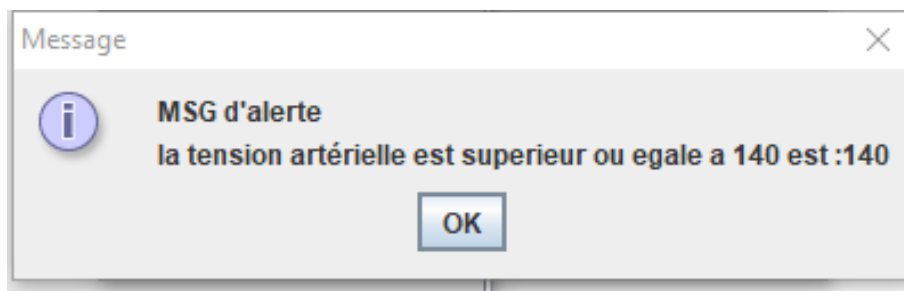 Message
MSG d'alerte
la tension artérielle est superieur ou egale a 140 est :140
OK